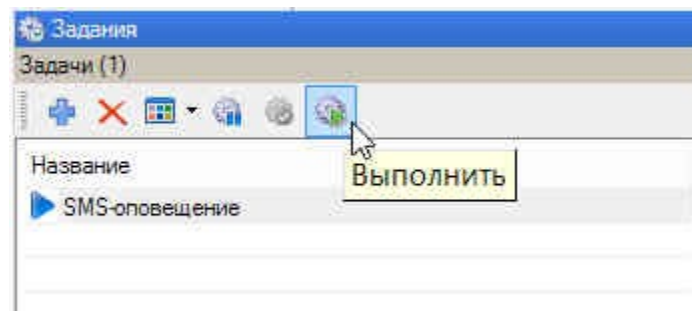 Задания
Задачи (1)
Выполнить
Название
SMS-оповещение